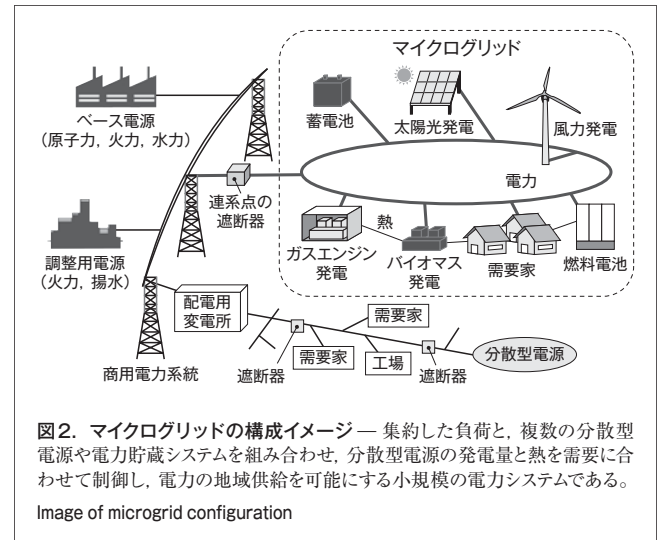 マイクログリッド
ベース電源
（原子力，火力，水力）
蓄電池
太陽光発電
風力発電
電力
連系点の
遮断器
調整用電源
（火力，揚水）
熱
ガスエンジン
発電
バイオマス
発電
需要家
燃料電池
配電用
変電所
需要家
分散型電源
需要家
工場
遮断器
遮断器
商用電力系統
図2．マイクログリッドの構成イメージ — 集約した負荷と，複数の分散型
電源や電力貯蔵システムを組み合わせ，分散型電源の発電量と熱を需要に合
わせて制御し，電力の地域供給を可能にする小規模の電力システムである。
Image of microgrid configuration